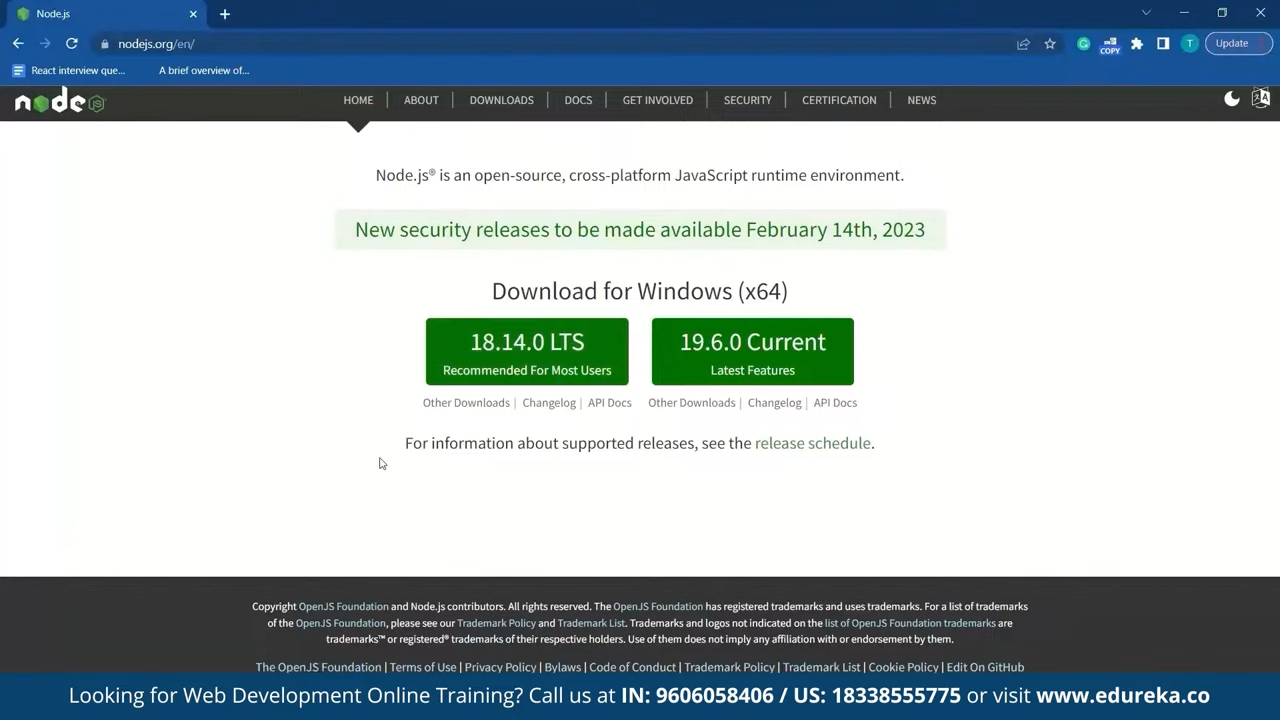 Node.js
nodejs.org/en/
COPY
T
Update
React interview que...
A brief overview of...
node
JS
HOME
ABOUT
DOWNLOADS
DOCS
GET INVOLVED
SECURITY
CERTIFICATION
NEWS
Node.js® is an open-source, cross-platform JavaScript runtime environment.
New security releases to be made available February 14th, 2023
Download for Windows (x64)
18.14.0 LTS
Recommended For Most Users
19.6.0 Current
Latest Features
Other Downloads | Changelog | API Docs
Other Downloads | Changelog | API Docs
For information about supported releases, see the release schedule.
Copyright OpenJS Foundation and Node.js contributors. All rights reserved. The OpenJS Foundation has registered trademarks and uses trademarks. For a list of trademarks
of the OpenJS Foundation, please see our Trademark Policy and Trademark List. Trademarks and logos not indicated on the list of OpenJS Foundation trademarks are
trademarks™ or registered® trademarks of their respective holders. Use of them does not imply any affiliation with or endorsement by them.
The OpenJS Foundation | Terms of Use | Privacy Policy | Bylaws | Code of Conduct | Trademark Policy | Trademark List | Cookie Policy | Edit On GitHub
Looking for Web Development Online Training? Call us at IN: 9606058406 / US: 18338555775 or visit www.edureka.co